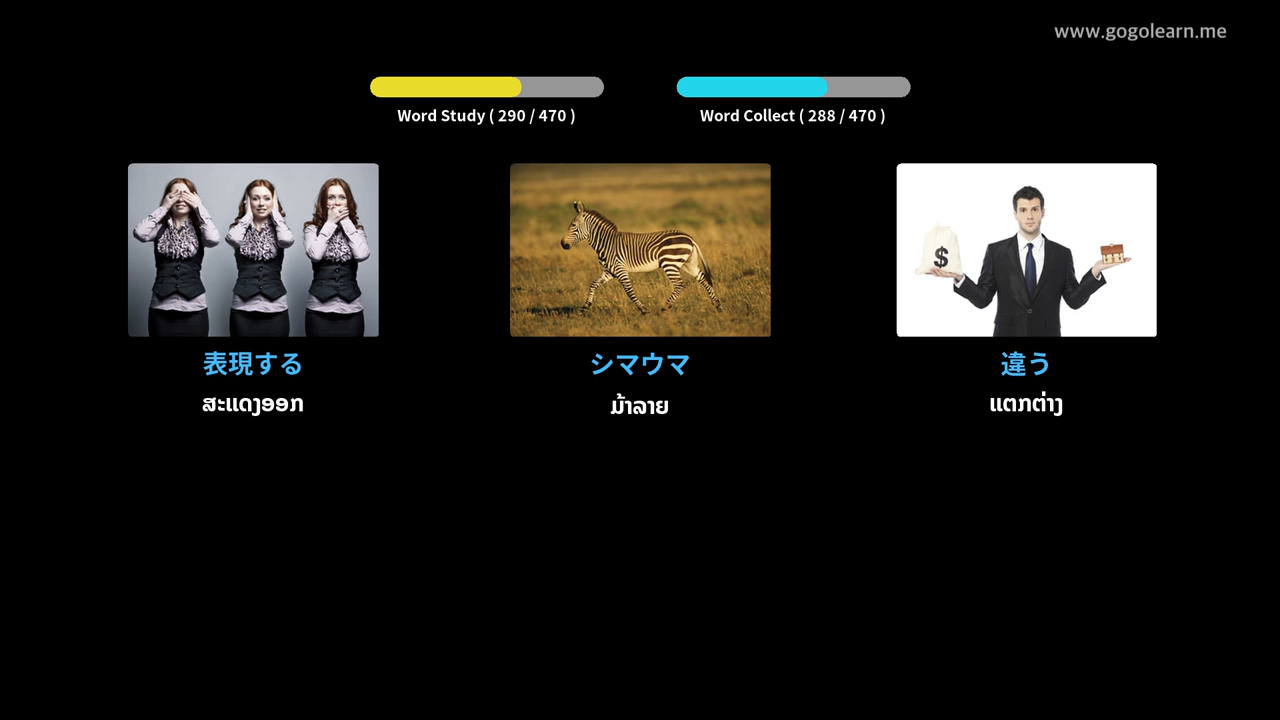 www.gogolearn.me
Word Study ( 290 / 470 )
Word Collect ( 288 / 470 )
$
表現する
シマウマ
違う
ສະແດງອອກ
ມ້າລາຍ
ແຕກຕ່າງ